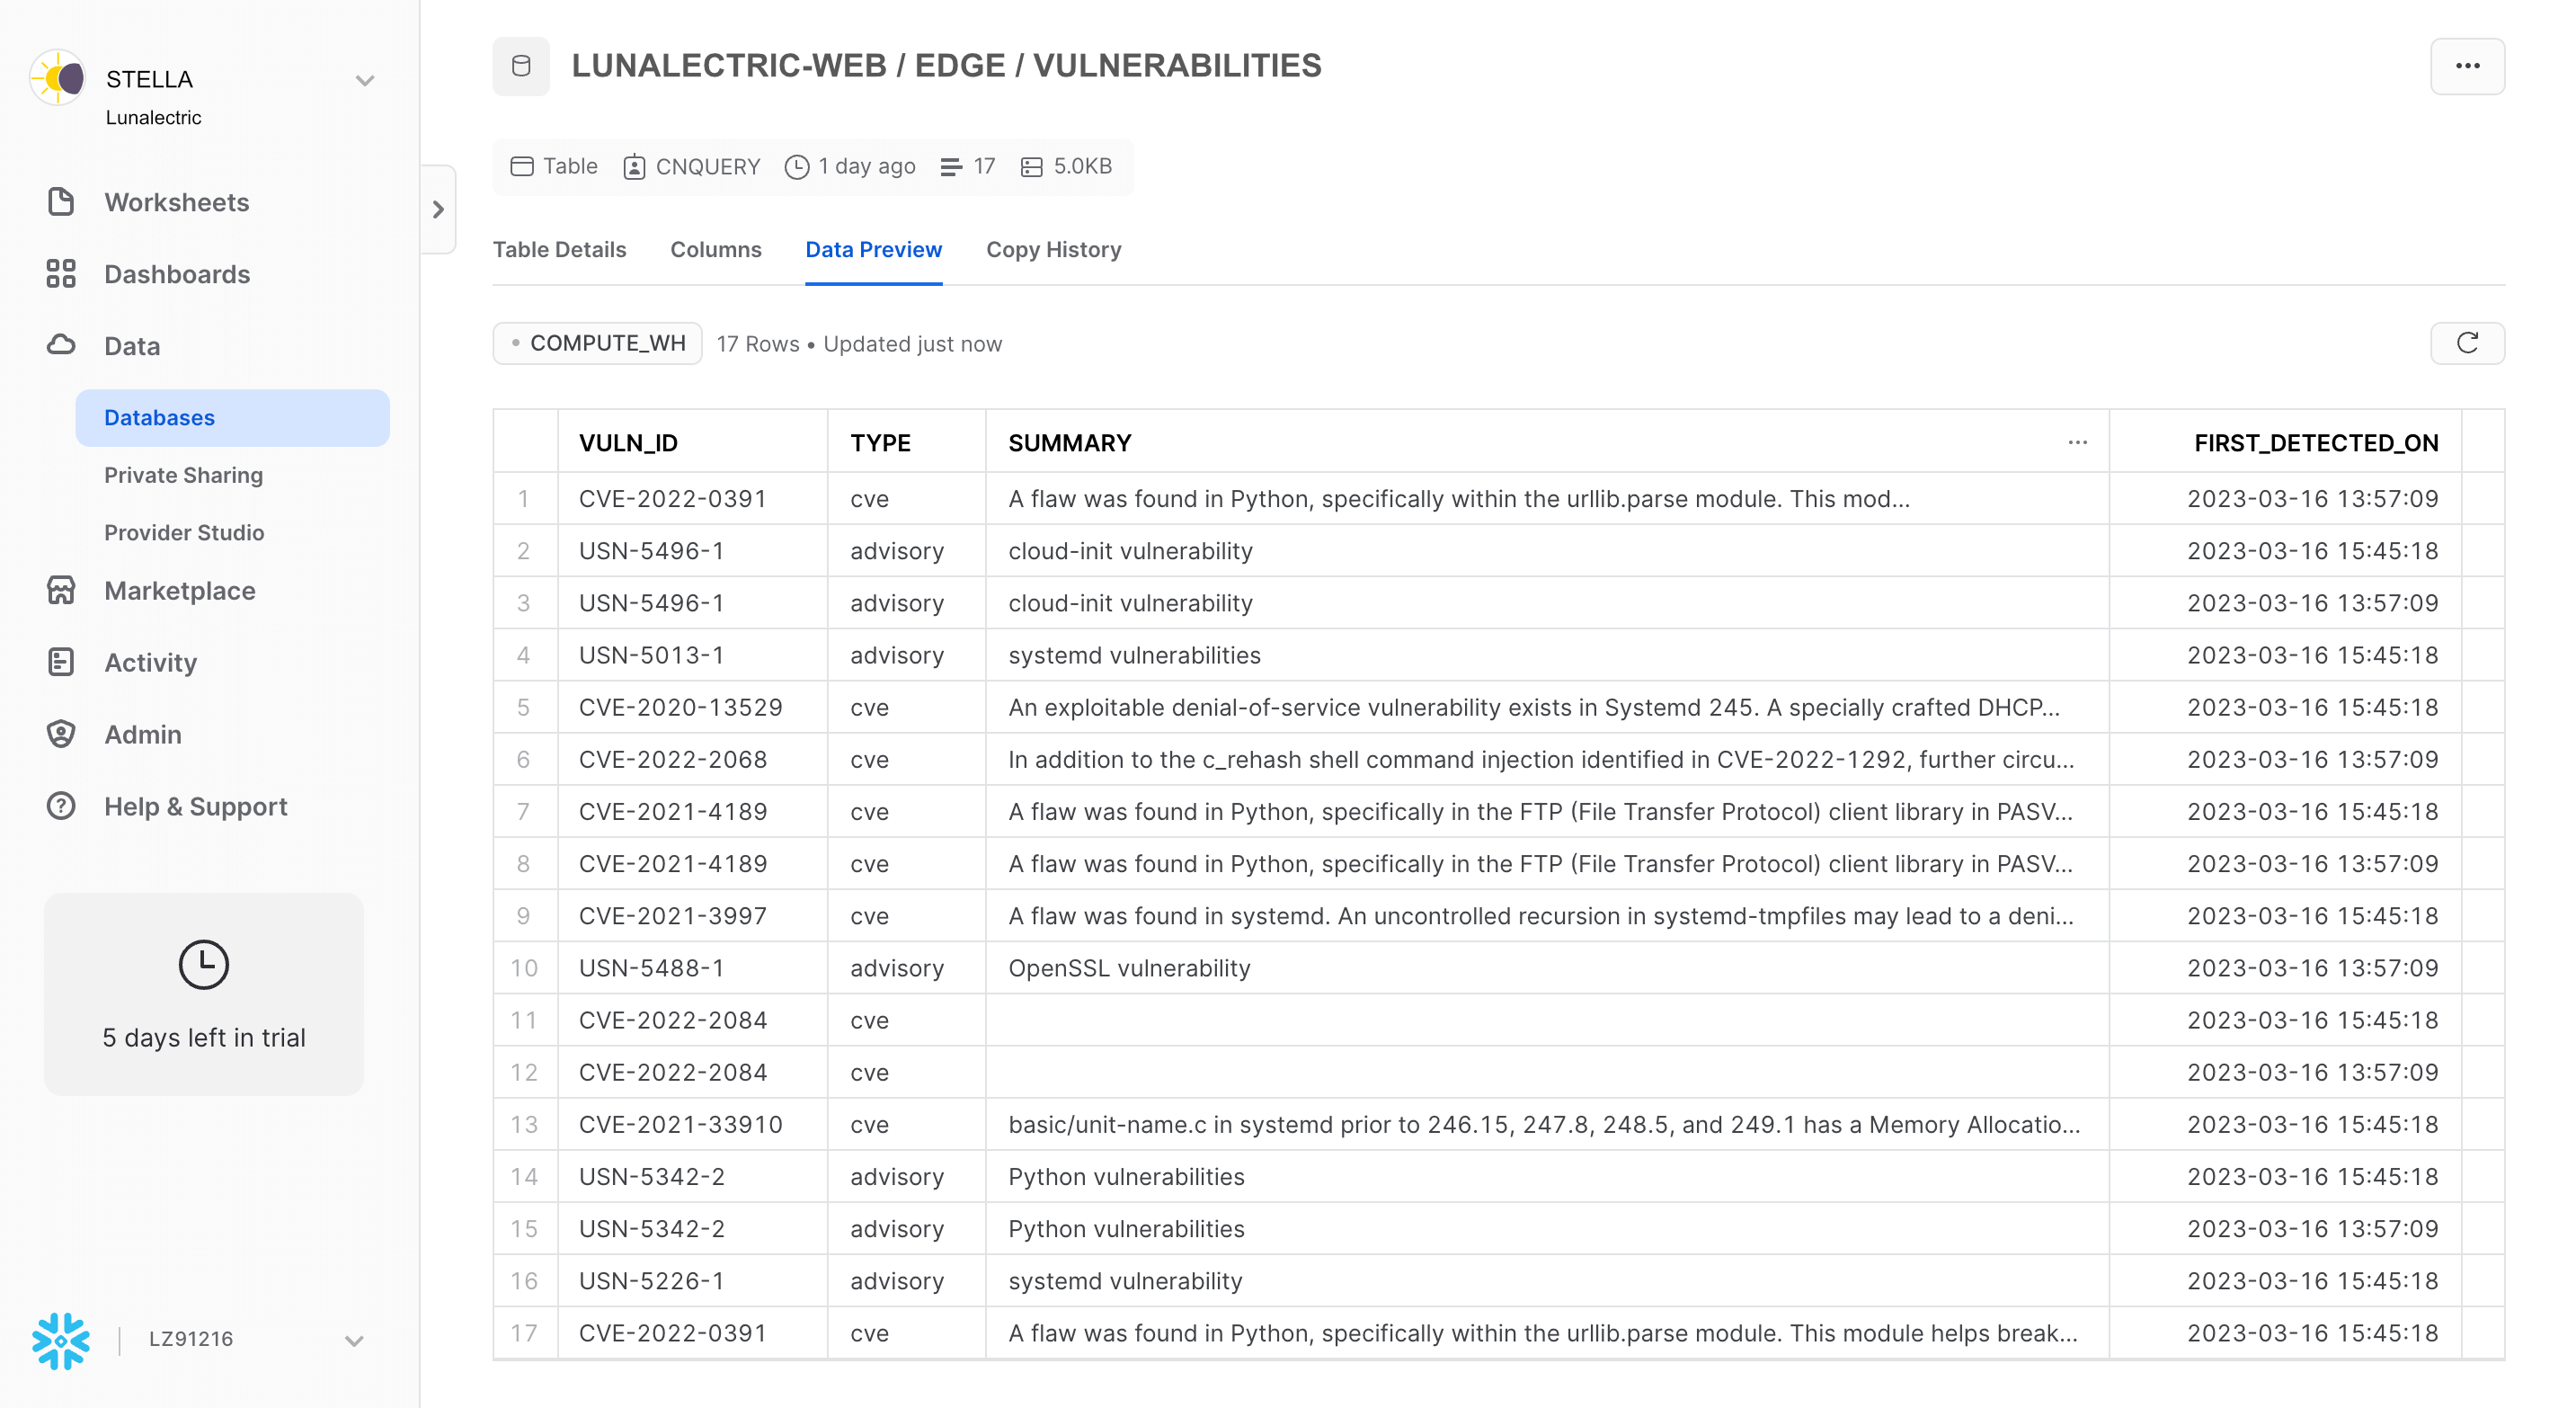 STELLA
Lunalectric
Worksheets
Dashboards
Data
Databases
Private Sharing
Provider Studio
Marketplace
Activity
Admin
Help & Support
5 days left in trial
LZ91216
LUNALECTRIC-WEB / EDGE / VULNERABILITIES
Table CNQUERY 1 day ago 17 5.0KB
Table Details Columns Data Preview Copy History
COMPUTE_WH 17 Rows • Updated just now
VULN_ID TYPE SUMMARY ... FIRST_DETECTED_ON
1 CVE-2022-0391 cve A flaw was found in Python, specifically within the urllib.parse module. This mod... 2023-03-16 13:57:09
2 USN-5496-1 advisory cloud-init vulnerability 2023-03-16 15:45:18
3 USN-5496-1 advisory cloud-init vulnerability 2023-03-16 13:57:09
4 USN-5013-1 advisory systemd vulnerabilities 2023-03-16 15:45:18
5 CVE-2020-13529 cve An exploitable denial-of-service vulnerability exists in Systemd 245. A specially crafted DHCP... 2023-03-16 15:45:18
6 CVE-2022-2068 cve In addition to the c_rehash shell command injection identified in CVE-2022-1292, further circu... 2023-03-16 13:57:09
7 CVE-2021-4189 cve A flaw was found in Python, specifically in the FTP (File Transfer Protocol) client library in PASV... 2023-03-16 15:45:18
8 CVE-2021-4189 cve A flaw was found in Python, specifically in the FTP (File Transfer Protocol) client library in PASV... 2023-03-16 13:57:09
9 CVE-2021-3997 cve A flaw was found in systemd. An uncontrolled recursion in systemd-tmpfiles may lead to a deni... 2023-03-16 15:45:18
10 USN-5488-1 advisory OpenSSL vulnerability 2023-03-16 13:57:09
11 CVE-2022-2084 cve 2023-03-16 15:45:18
12 CVE-2022-2084 cve 2023-03-16 13:57:09
13 CVE-2021-33910 cve basic/unit-name.c in systemd prior to 246.15, 247.8, 248.5, and 249.1 has a Memory Allocatio... 2023-03-16 15:45:18
14 USN-5342-2 advisory Python vulnerabilities 2023-03-16 15:45:18
15 USN-5342-2 advisory Python vulnerabilities 2023-03-16 13:57:09
16 USN-5226-1 advisory systemd vulnerability 2023-03-16 15:45:18
17 CVE-2022-0391 cve A flaw was found in Python, specifically within the urllib.parse module. This module helps break... 2023-03-16 15:45:18